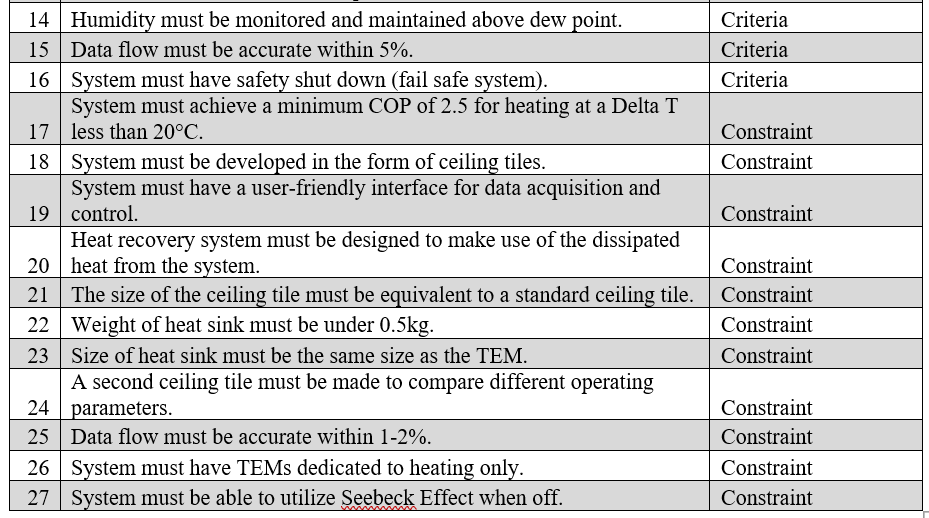 14 Humidity must be monitored and maintained above dew point. Criteria
15 Data flow must be accurate within 5%. Criteria
16 System must have safety shut down (fail safe system). Criteria
System must achieve a minimum COP of 2.5 for heating at a Delta T
17 less than 20°C. Constraint
18 System must be developed in the form of ceiling tiles. Constraint
System must have a user-friendly interface for data acquisition and
19 control. Constraint
Heat recovery system must be designed to make use of the dissipated
20 heat from the system. Constraint
21 The size of the ceiling tile must be equivalent to a standard ceiling tile. Constraint
22 Weight of heat sink must be under 0.5kg. Constraint
23 Size of heat sink must be the same size as the TEM. Constraint
A second ceiling tile must be made to compare different operating
24 parameters. Constraint
25 Data flow must be accurate within 1-2%. Constraint
26 System must have TEMs dedicated to heating only. Constraint
27 System must be able to utilize Seebeck Effect when off. Constraint